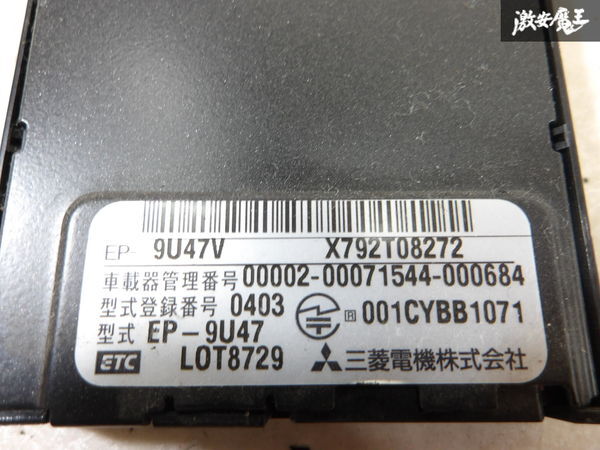 激安魔王
EP- 9U47V X792T08272
車載器管理番号 00002-00071544-000684
型式登録番号 0403 R 001CYBB1071
型式 EP-9U47
ETC LOT8729 三菱電機株式会社